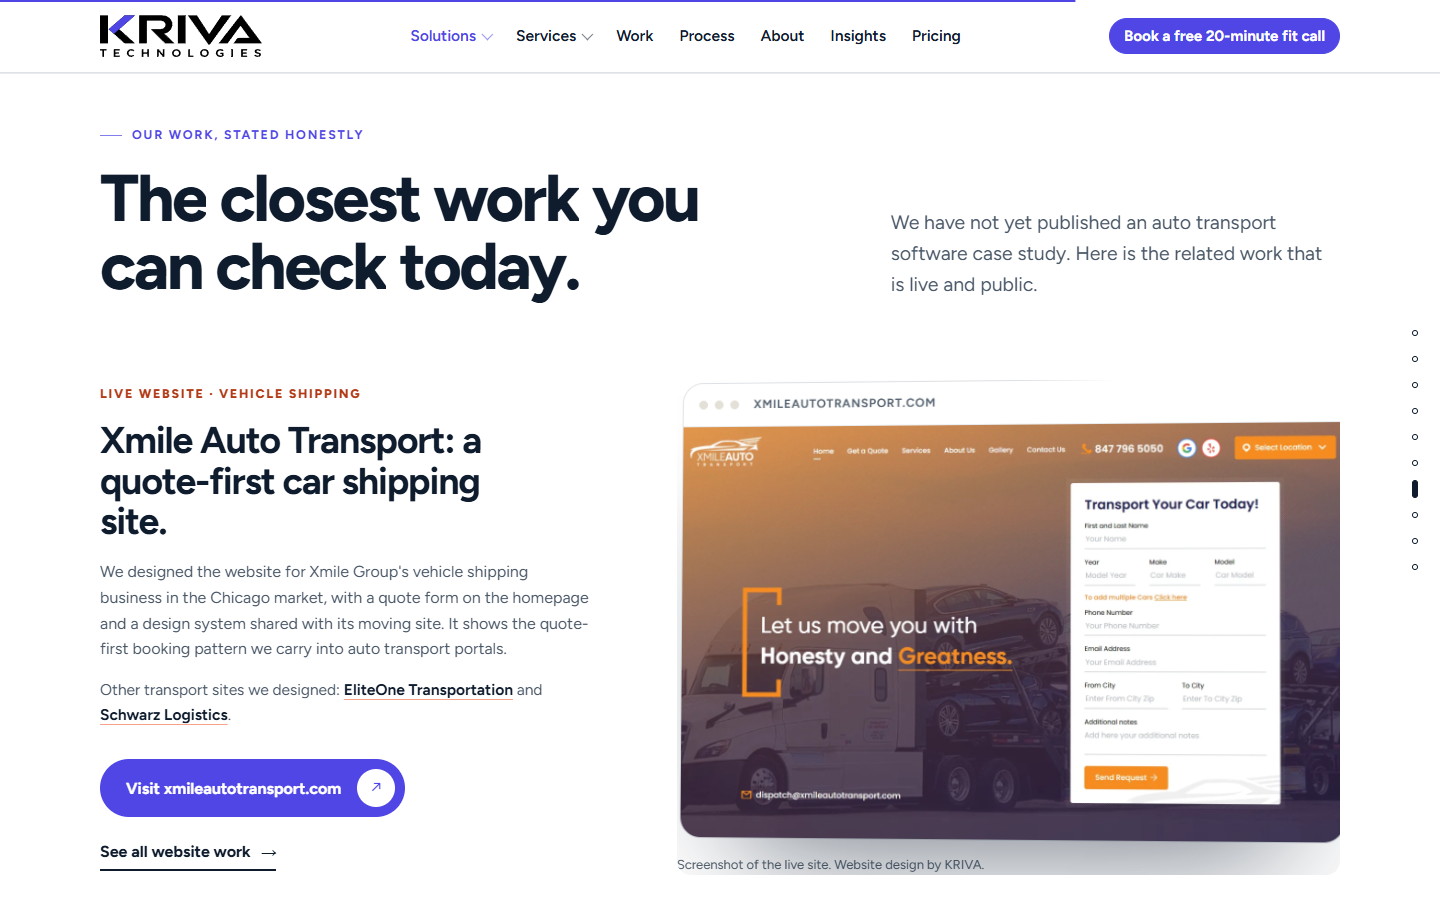 KRIVA
TECHNOLOGIES
Solutions
Services
Work
Process
About
Insights
Pricing
Book a free 20-minute fit call
OUR WORK, STATED HONESTLY
The closest work you
can check today.
We have not yet published an auto transport
software case study. Here is the related work that
is live and public.
LIVE WEBSITE · VEHICLE SHIPPING
Xmile Auto Transport: a
quote-first car shipping
site.
We designed the website for Xmile Group's vehicle shipping
business in the Chicago market, with a quote form on the homepage
and a design system shared with its moving site. It shows the quote-
first booking pattern we carry into auto transport portals.
Other transport sites we designed: EliteOne Transportation and
Schwarz Logistics.
Visit xmileautotransport.com ↗
See all website work →
XMILEAUTOTRANSPORT.COM
XMILEAUTO
TRANSPORT
Home
Get a Quote
Services
About Us
Gallery
Contact Us
847 796 5050
G
Select Location
Let us move you with
Honesty and Greatness.
dispatch@xmileautotransport.com
Transport Your Car Today!
First and Last Name
Your Name
Year Make Model
Model Year Car Make Car Model
To add multiple Cars Click here
Phone Number
Your Phone Number
Email Address
Your Email Address
From City To City
Enter From City Zip Enter To City Zip
Additional notes
Add here your additional notes
Send Request →
Screenshot of the live site. Website design by KRIVA.